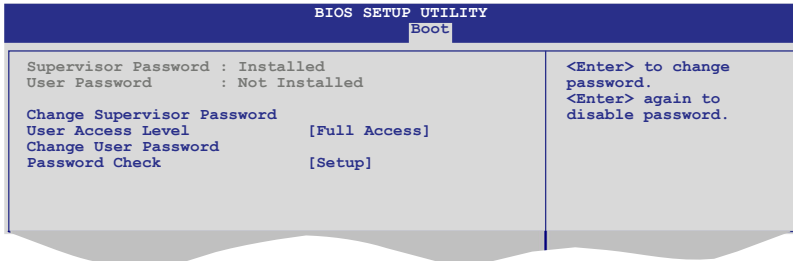 BIOS SETUP UTILITY
Boot
Supervisor Password : Installed
User Password : Not Installed
Change Supervisor Password
User Access Level [Full Access]
Change User Password
Password Check [Setup]
<Enter> to change
password.
<Enter> again to
disable password.